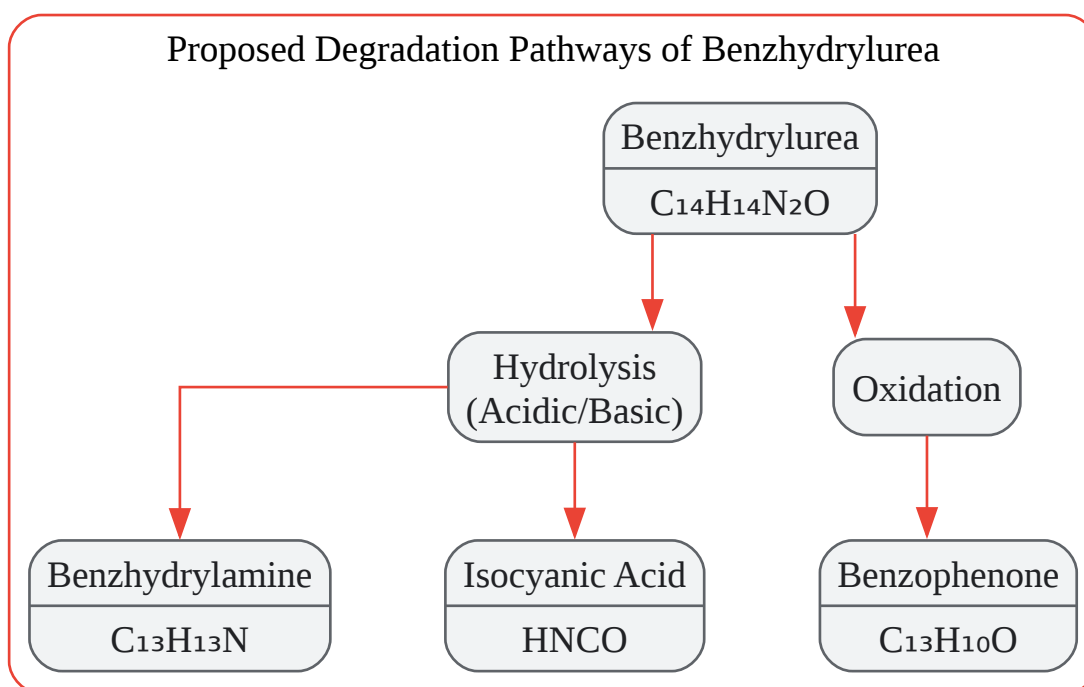 Proposed Degradation Pathways of Benzhydrylurea
Benzhydrylurea
C₁₄H₁₄N₂O
Hydrolysis
(Acidic/Basic)
Oxidation
Benzhydrylamine
C₁₃H₁₃N
Isocyanic Acid
HNCO
Benzophenone
C₁₃H₁₀O